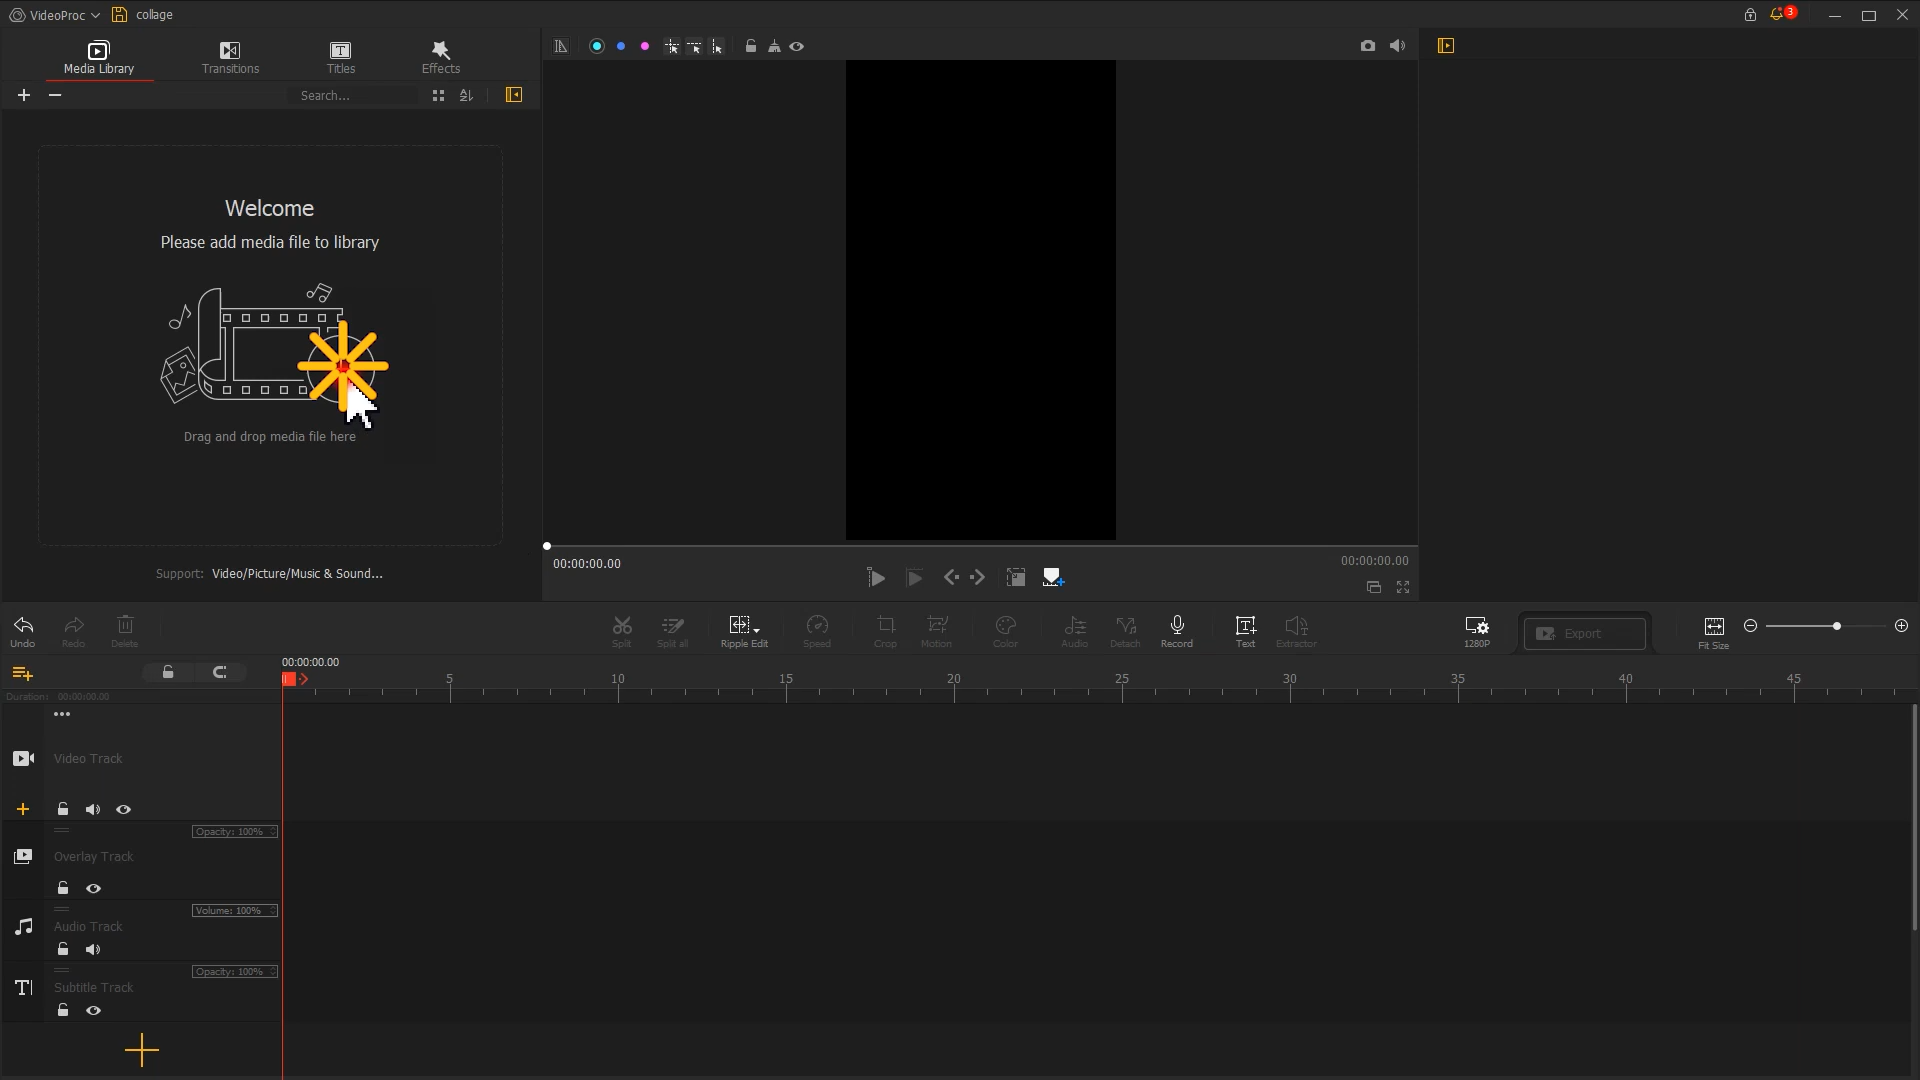 VideoProc
collage
3
Media Library
Transitions
Titles
Effects
Search...
Welcome
Please add media file to library
Drag and drop media file here
Support: Video/Picture/Music & Sound...
00:00:00.00
00:00:00.00
Undo
Redo
Delete
Split
Split all
Ripple Edit
Speed
Crop
Motion
Color
Audio
Detach
Record
Text
Extractor
1280P
Export
Fit Size
00:00:00.00
5
10
15
20
25
30
35
40
45
Duration: 00:00:00.00
Video Track
Opacity: 100%
Overlay Track
Volume: 100%
Audio Track
Opacity: 100%
Subtitle Track